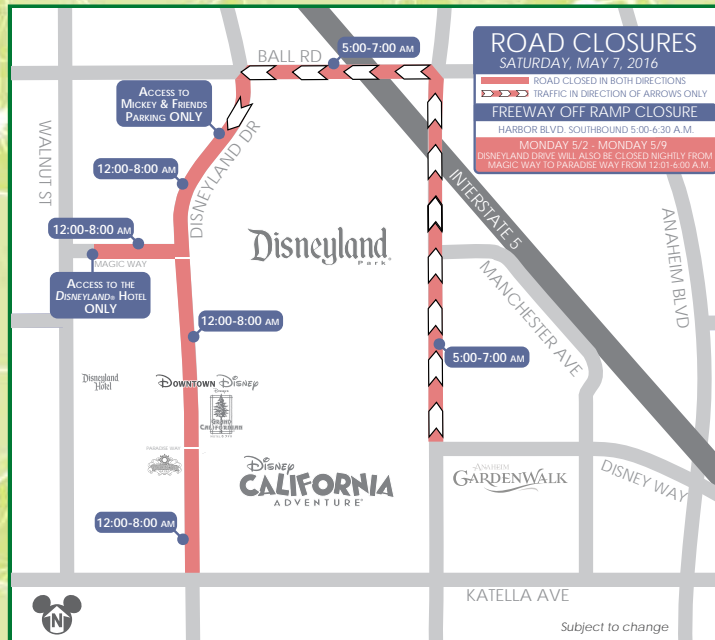 BALL RD
5:00-7:00 AM
ROAD CLOSURES
SATURDAY, MAY 7, 2016
ROAD CLOSED IN BOTH DIRECTIONS
TRAFFIC IN DIRECTION OF ARROWS ONLY
FREEWAY OFF RAMP CLOSURE
HARBOR BLVD. SOUTHBOUND 5:00-6:30 A.M.
MONDAY 5/2 - MONDAY 5/9
DISNEYLAND DRIVE WILL ALSO BE CLOSED NIGHTLY FROM
MAGIC WAY TO PARADISE WAY FROM 12:01-6:00 A.M.
ACCESS TO
MICKEY & FRIENDS
PARKING ONLY
WALNUT ST
DISNEYLAND DR
12:00-8:00 AM
INTERSTATE 5
ANAHEIM BLVD
12:00-8:00 AM
Disneyland
Park
MAGIC WAY
MANCHESTER AVE
ACCESS TO THE
DISNEYLAND® HOTEL
ONLY
12:00-8:00 AM
5:00-7:00 AM
Disneyland
Hotel
DOWNTOWN DISNEY
GRAND
CALIFORNIAN
PARADISE WAY
Disney
CALIFORNIA
ADVENTURE
ANAHEIM
GARDENWALK
DISNEY WAY
12:00-8:00 AM
KATELLA AVE
N
Subject to change